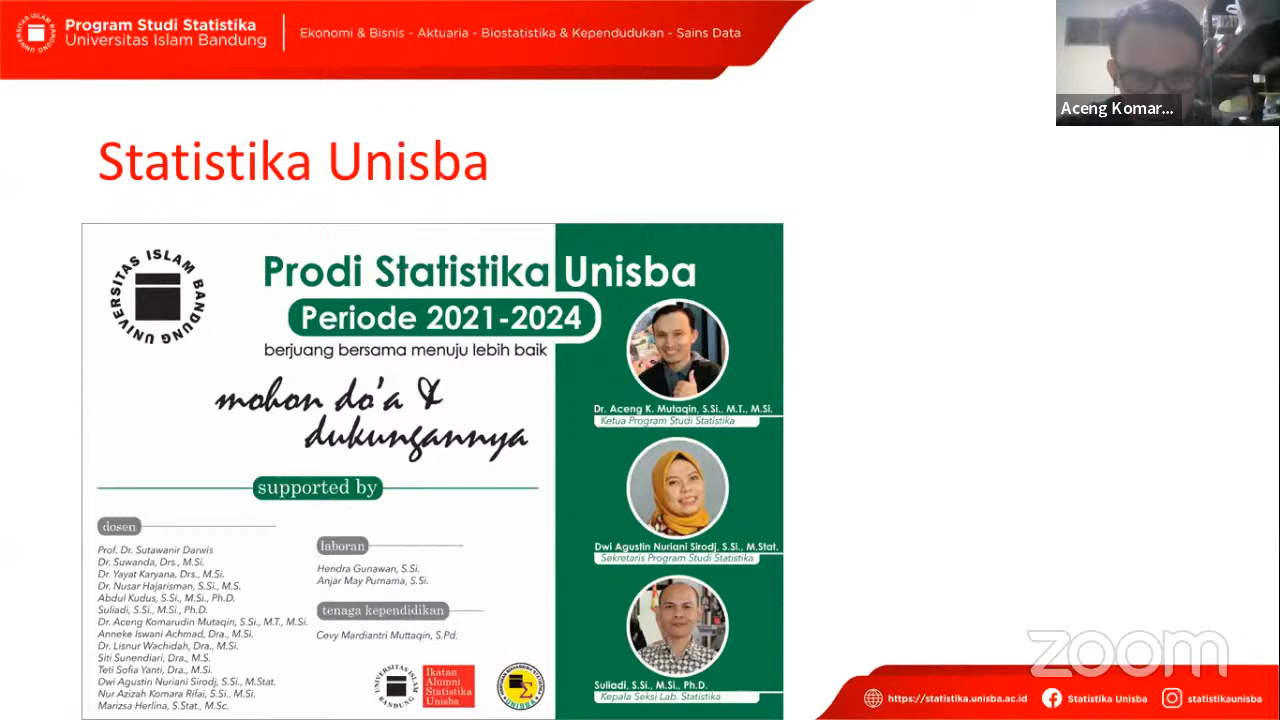 UNIVERSITAS ISLAM BANDUNG
Program Studi Statistika
Universitas Islam Bandung
Ekonomi & Bisnis - Aktuaria - Biostatistika & Kependudukan - Sains Data
Aceng Komar...
Statistika Unisba
UNIVERSITAS ISLAM BANDUNG
Prodi Statistika Unisba
Periode 2021-2024
berjuang bersama menuju lebih baik
mohon do'a &
dukungannya
supported by
dosen
Prof. Dr. Sutawanir Darwis
Dr. Suwanda, Drs., M.Si.
Dr. Yayat Karyana, Drs., M.Si.
Dr. Nusar Hajarisman, S.Si., M.S.
Abdul Kudus, S.Si., M.Si., Ph.D.
Suliadi, S.Si., M.Si., Ph.D.
Dr. Aceng Komarudin Mutaqin, S.Si., M.T., M.Si.
Anneke Iswani Achmad, Dra., M.Si.
Dr. Lisnur Wachidah, Dra., M.Si.
Siti Sunendiari, Dra., M.S.
Teti Sofia Yanti, Dra., M.Si.
Dwi Agustin Nuriani Sirodj, S.Si., M.Stat.
Nur Azizah Komara Rifai, S.Si., M.Si.
Marizsa Herlina, S.Stat., M.Sc.
laboran
Hendra Gunawan, S.Si.
Anjar May Purnama, S.Si.
tenaga kependidikan
Cevy Mardiantri Muttaqin, S.Pd.
UNIVERSITAS ISLAM BANDUNG
Ikatan
Alumni
Statistika
Unisba
Dr. Aceng K. Mutaqin, S.Si., M.T., M.Si.
Ketua Program Studi Statistika
Dwi Agustin Nuriani Sirodj, S.Si., M.Stat.
Sekretaris Program Studi Statistika
Suliadi, S.Si., M.Si., Ph.D.
Kepala Seksi Lab. Statistika
zoom
https://statistika.unisba.ac.id
Statistika Unisba
statistikaunisba